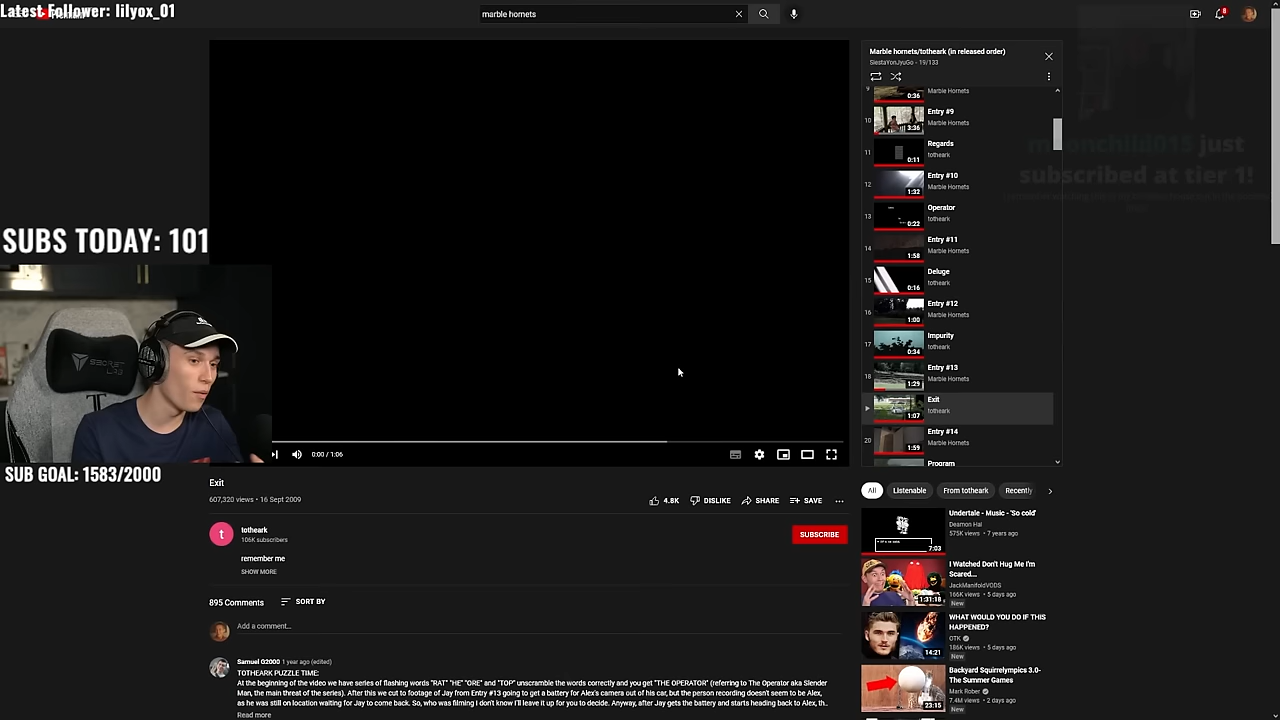 Latest Follower: lilyox_01
marble hornets
8
just
subscribed at tier 1!
SUBS TODAY: 101
SUB GOAL: 1583/2000
0:00 / 1:06
Exit
607,320 views • 16 Sept 2009
4.8K
DISLIKE
SHARE
SAVE
t
totheark
106K subscribers
SUBSCRIBE
remember me
SHOW MORE
895 Comments
SORT BY
Add a comment...
Samuel G2000 1 year ago (edited)
TOTHEARK PUZZLE TIME:
At the beginning of the video we have series of flashing words "RAT" "HE" "ORE" and "TOP" unscramble the words correctly and you get "THE OPERATOR" (referring to The Operator aka Slender
Man, the main threat of the series). After this we cut to footage of Jay from Entry #13 going to get a battery for Alex's camera out of his car, but the person recording doesn't seem to be Alex,
as he was still on location waiting for Jay to come back. So, who was filming I don't know I'll leave it up for you to decide. Anyway, after Jay gets the battery and starts heading back to Alex, th..
Read more
Marble hornets/totheark (in released order)
SiestaYonJyuGo - 19/133
9
0:36
Marble Hornets
10
3:36
Entry #9
Marble Hornets
11
0:11
Regards
totheark
12
1:32
Entry #10
Marble Hornets
13
0:22
Operator
totheark
14
1:58
Entry #11
Marble Hornets
15
0:16
Deluge
totheark
16
1:00
Entry #12
Marble Hornets
17
0:34
Impurity
totheark
18
1:29
Entry #13
Marble Hornets
1:07
Exit
totheark
20
1:59
Entry #14
Marble Hornets
Program
All
Listenable
From totheark
Recently
7:03
Undertale - Music - 'So cold'
Deamon Hal
575K views • 7 years ago
1:31:18
I Watched Don't Hug Me I'm
Scared...
JackManifoldVODS
166K views • 5 days ago
New
14:21
WHAT WOULD YOU DO IF THIS
HAPPENED?
OTK
186K views • 5 days ago
New
23:15
Backyard Squirrelympics 3.0-
The Summer Games
Mark Rober
7.4M views • 2 days ago
New